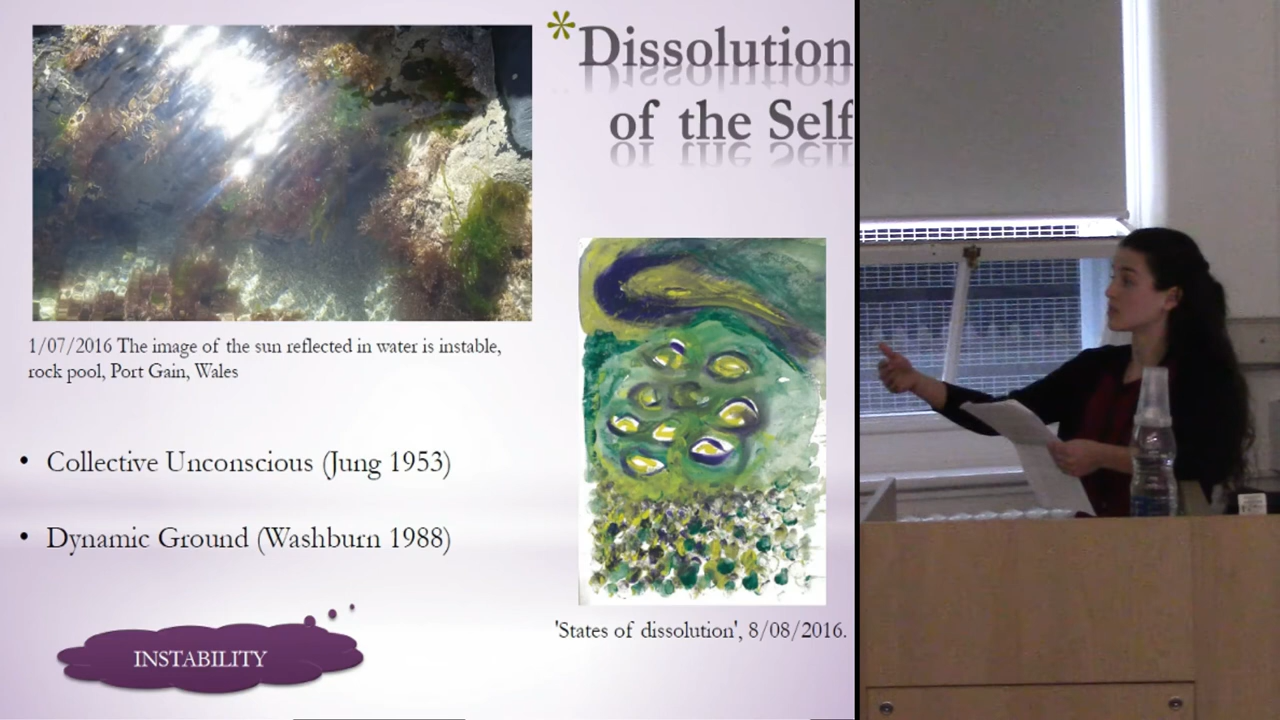 *Dissolution
of the Self
1/07/2016 The image of the sun reflected in water is instable,
rock pool, Port Gain, Wales
• Collective Unconscious (Jung 1953)
• Dynamic Ground (Washburn 1988)
INSTABILITY
'States of dissolution', 8/08/2016.